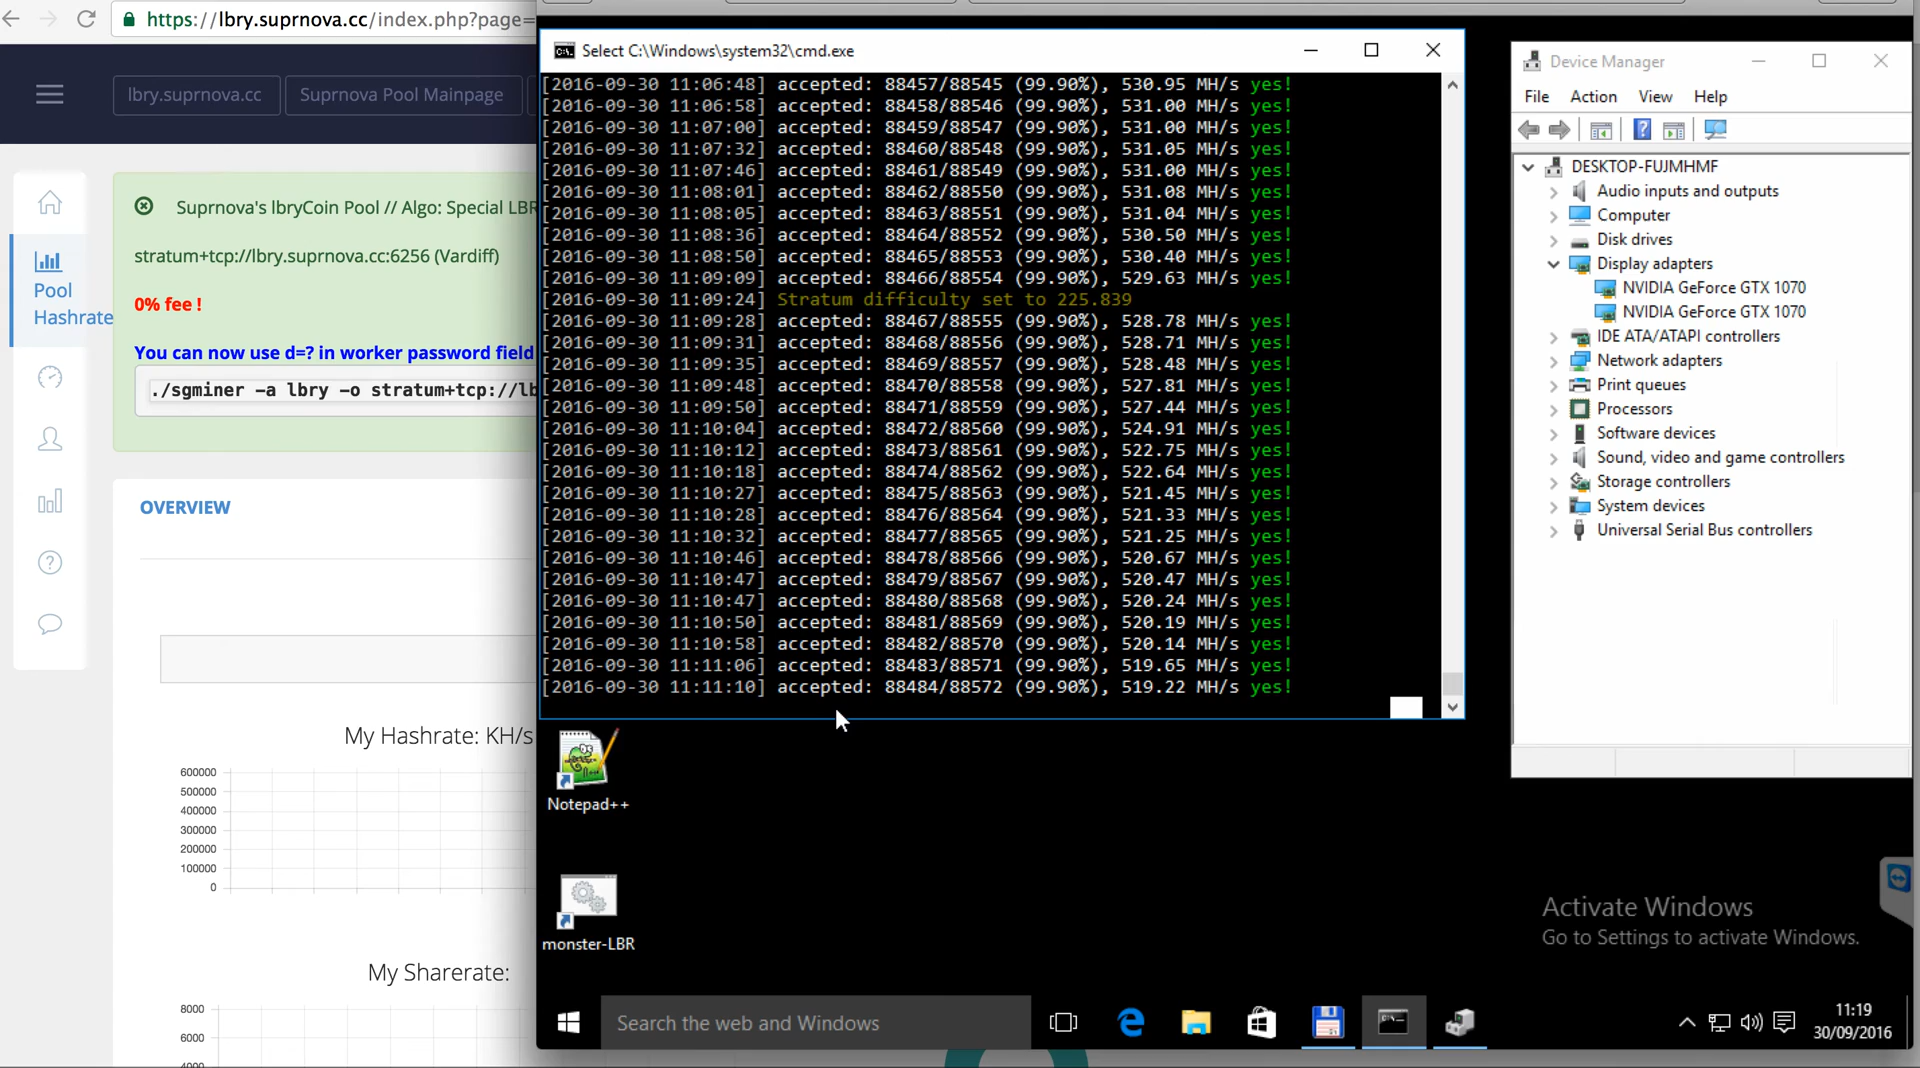 https://lbry.suprnova.cc/index.php?page=
lbry.suprnova.cc
Suprnova Pool Mainpage
Pool
Hashrate
Suprnova's lbryCoin Pool // Algo: Special LBR
stratum+tcp://lbry.suprnova.cc:6256 (Vardiff)
0% fee !
You can now use d=? in worker password field
./sgminer -a lbry -o stratum+tcp://lb
OVERVIEW
My Hashrate: KH/s
600000
500000
400000
300000
200000
100000
0
My Sharerate:
8000
6000
4000
Select C:\Windows\system32\cmd.exe
[2016-09-30 11:06:48] accepted: 88457/88545 (99.90%), 530.95 MH/s yes!
[2016-09-30 11:06:58] accepted: 88458/88546 (99.90%), 531.00 MH/s yes!
[2016-09-30 11:07:00] accepted: 88459/88547 (99.90%), 531.00 MH/s yes!
[2016-09-30 11:07:32] accepted: 88460/88548 (99.90%), 531.05 MH/s yes!
[2016-09-30 11:07:46] accepted: 88461/88549 (99.90%), 531.00 MH/s yes!
[2016-09-30 11:08:01] accepted: 88462/88550 (99.90%), 531.08 MH/s yes!
[2016-09-30 11:08:05] accepted: 88463/88551 (99.90%), 531.04 MH/s yes!
[2016-09-30 11:08:36] accepted: 88464/88552 (99.90%), 530.50 MH/s yes!
[2016-09-30 11:08:50] accepted: 88465/88553 (99.90%), 530.40 MH/s yes!
[2016-09-30 11:09:09] accepted: 88466/88554 (99.90%), 529.63 MH/s yes!
[2016-09-30 11:09:24] Stratum difficulty set to 225.839
[2016-09-30 11:09:28] accepted: 88467/88555 (99.90%), 528.78 MH/s yes!
[2016-09-30 11:09:31] accepted: 88468/88556 (99.90%), 528.71 MH/s yes!
[2016-09-30 11:09:35] accepted: 88469/88557 (99.90%), 528.48 MH/s yes!
[2016-09-30 11:09:48] accepted: 88470/88558 (99.90%), 527.81 MH/s yes!
[2016-09-30 11:09:50] accepted: 88471/88559 (99.90%), 527.44 MH/s yes!
[2016-09-30 11:10:04] accepted: 88472/88560 (99.90%), 524.91 MH/s yes!
[2016-09-30 11:10:12] accepted: 88473/88561 (99.90%), 522.75 MH/s yes!
[2016-09-30 11:10:18] accepted: 88474/88562 (99.90%), 522.64 MH/s yes!
[2016-09-30 11:10:27] accepted: 88475/88563 (99.90%), 521.45 MH/s yes!
[2016-09-30 11:10:28] accepted: 88476/88564 (99.90%), 521.33 MH/s yes!
[2016-09-30 11:10:32] accepted: 88477/88565 (99.90%), 521.25 MH/s yes!
[2016-09-30 11:10:46] accepted: 88478/88566 (99.90%), 520.67 MH/s yes!
[2016-09-30 11:10:47] accepted: 88479/88567 (99.90%), 520.47 MH/s yes!
[2016-09-30 11:10:47] accepted: 88480/88568 (99.90%), 520.24 MH/s yes!
[2016-09-30 11:10:50] accepted: 88481/88569 (99.90%), 520.19 MH/s yes!
[2016-09-30 11:10:58] accepted: 88482/88570 (99.90%), 520.14 MH/s yes!
[2016-09-30 11:11:06] accepted: 88483/88571 (99.90%), 519.65 MH/s yes!
[2016-09-30 11:11:10] accepted: 88484/88572 (99.90%), 519.22 MH/s yes!
Notepad++
monster-LBR
Device Manager
File Action View Help
DESKTOP-FUJMHMF
Audio inputs and outputs
Computer
Disk drives
Display adapters
NVIDIA GeForce GTX 1070
NVIDIA GeForce GTX 1070
IDE ATA/ATAPI controllers
Network adapters
Print queues
Processors
Software devices
Sound, video and game controllers
Storage controllers
System devices
Universal Serial Bus controllers
Activate Windows
Go to Settings to activate Windows.
Search the web and Windows
11:19
30/09/2016